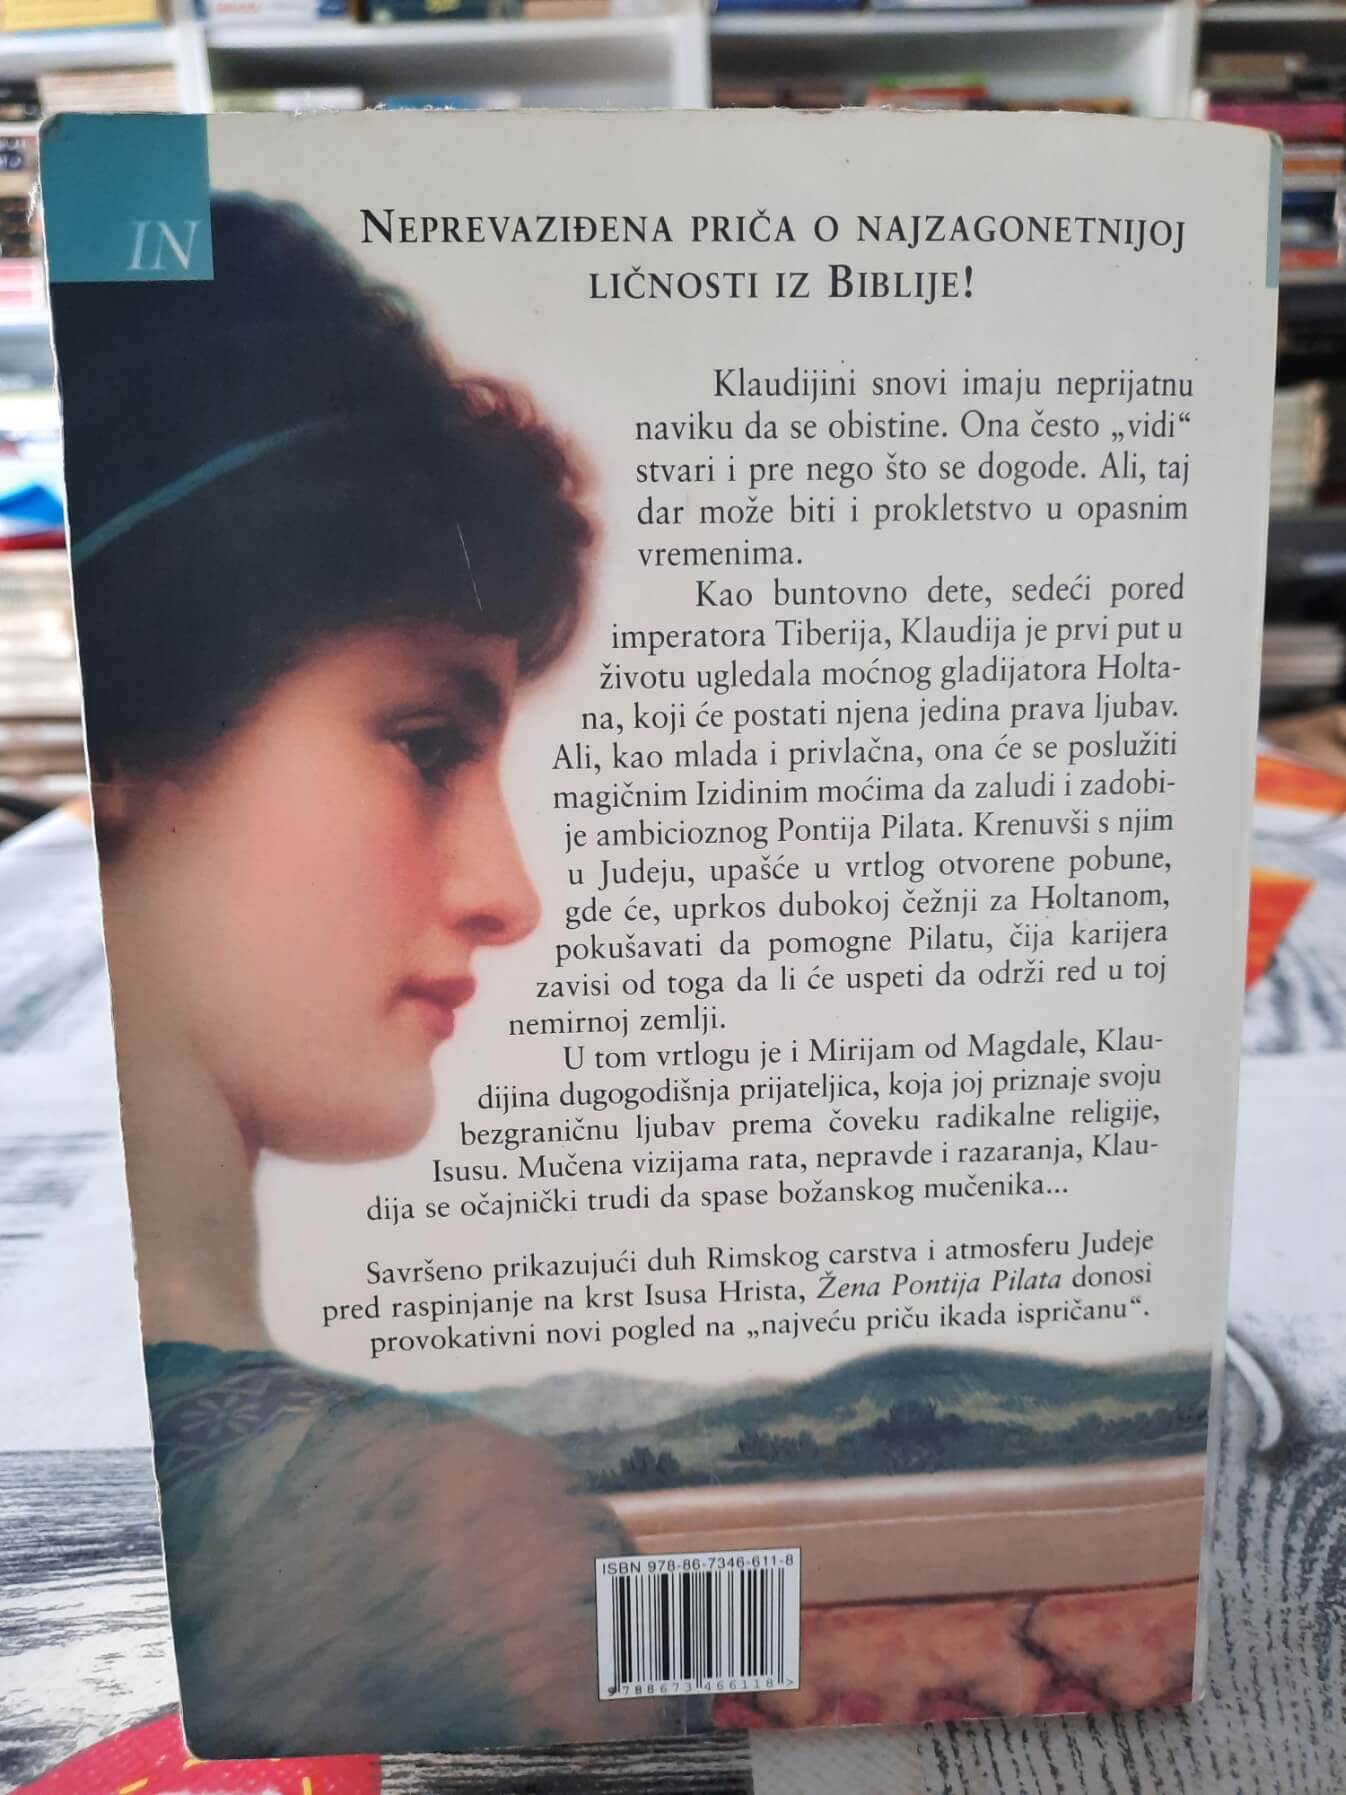 IN
NEPREVAZIĐENA PRIČA O NAJZAGONETNIJOJ
LIČNOSTI IZ BIBLIJE!
Klaudijini snovi imaju neprijatnu
naviku da se obistine. Ona često „vidi“
stvari i pre nego što se dogode. Ali, taj
dar može biti i prokletstvo u opasnim
vremenima.
Kao buntovno dete, sedeći pored
imperatora Tiberija, Klaudija je prvi put u
životu ugledala moćnog gladijatora Holta-
na, koji će postati njena jedina prava ljubav.
Ali, kao mlada i privlačna, ona će se poslužiti
magičnim Izidinim moćima da zaludi i zadobi-
je ambicioznog Pontija Pilata. Krenuvši s njim
u Judeju, upašće u vrtlog otvorene pobune,
gde će, uprkos dubokoj čežnji za Holtanom,
pokušavati da pomogne Pilatu, čija karijera
zavisi od toga da li će uspeti da održi red u toj
nemirnoj zemlji.
U tom vrtlogu je i Mirijam od Magdale, Klau-
dijina dugogodišnja prijateljica, koja joj priznaje svoju
bezgraničnu ljubav prema čoveku radikalne religije,
Isusu. Mučena vizijama rata, nepravde i razaranja, Klau-
dija se očajnički trudi da spase božanskog mučenika...
Savršeno prikazujući duh Rimskog carstva i atmosferu Judeje
pred raspinjanje na krst Isusa Hrista, Žena Pontija Pilata donosi
provokativni novi pogled na „najveću priču ikada ispričanu“.
ISBN 978-86-7346-611-8
9 788673 466118 >